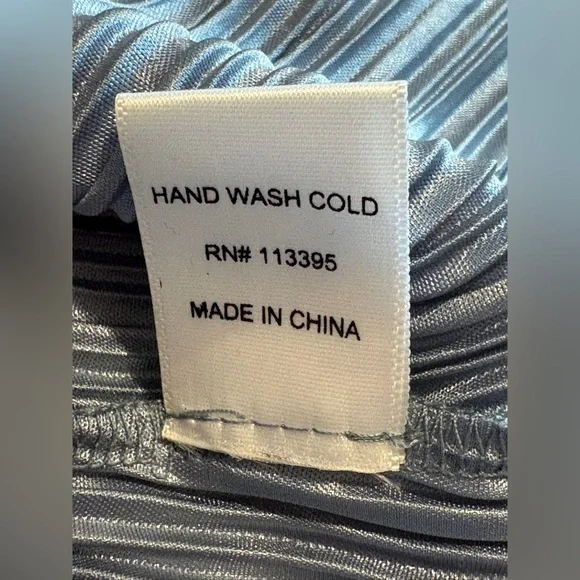 HAND WASH COLD
RN# 113395
MADE IN CHINA